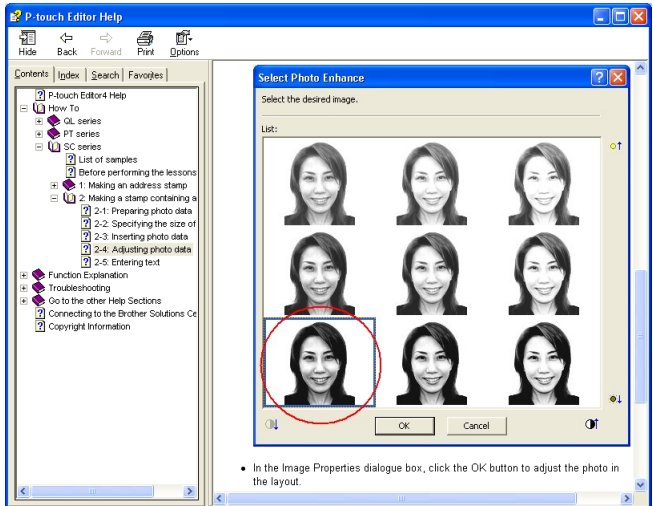 P-touch Editor Help
Hide Back Forward Print Options
Contents Index Search Favorites
P-touch Editor4 Help
How To
QL series
PT series
SC series
List of samples
Before performing the lessons
1: Making an address stamp
2: Making a stamp containing a
2-1: Preparing photo data
2-2: Specifying the size of
2-3: Inserting photo data
2-4: Adjusting photo data
2-5: Entering text
Function Explanation
Troubleshooting
Go to the other Help Sections
Connecting to the Brother Solutions Ce
Copyright Information
Select Photo Enhance
Select the desired image.
List:
OK Cancel
• In the Image Properties dialogue box, click the OK button to adjust the photo in
the layout.